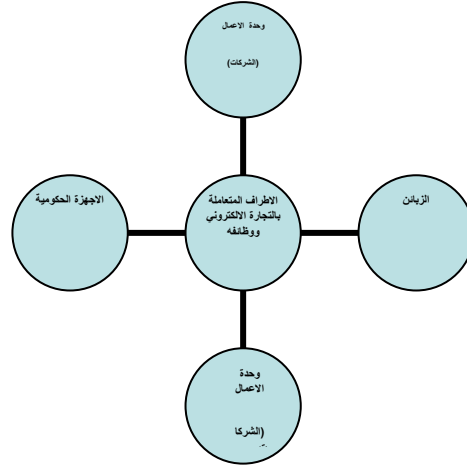 وحدة الاعمال
(الشركات)
الاجهزة الحكومية
الاطراف المتعاملة
بالتجارة الالكتروني
ووظائفه
الزبائن
وحدة
الاعمال
(الشركا